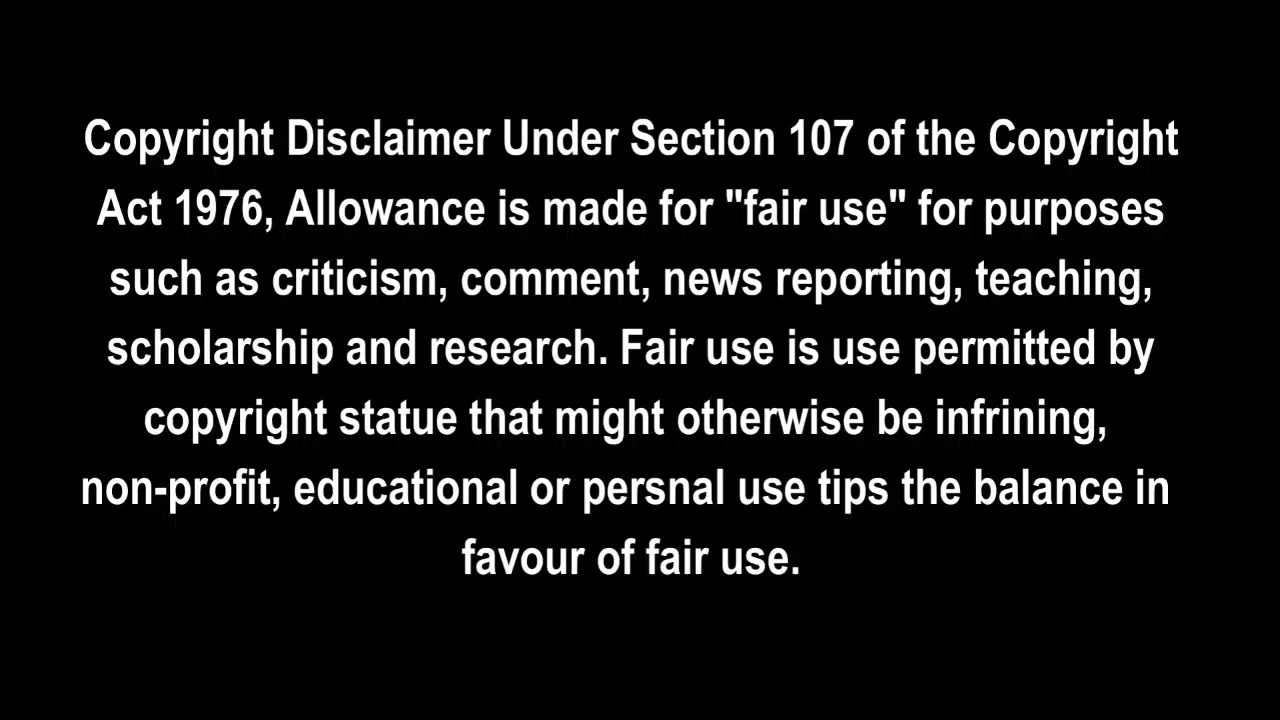 Copyright Disclaimer Under Section 107 of the Copyright
Act 1976, Allowance is made for "fair use" for purposes
such as criticism, comment, news reporting, teaching,
scholarship and research. Fair use is use permitted by
copyright statue that might otherwise be infrining,
non-profit, educational or persnal use tips the balance in
favour of fair use.